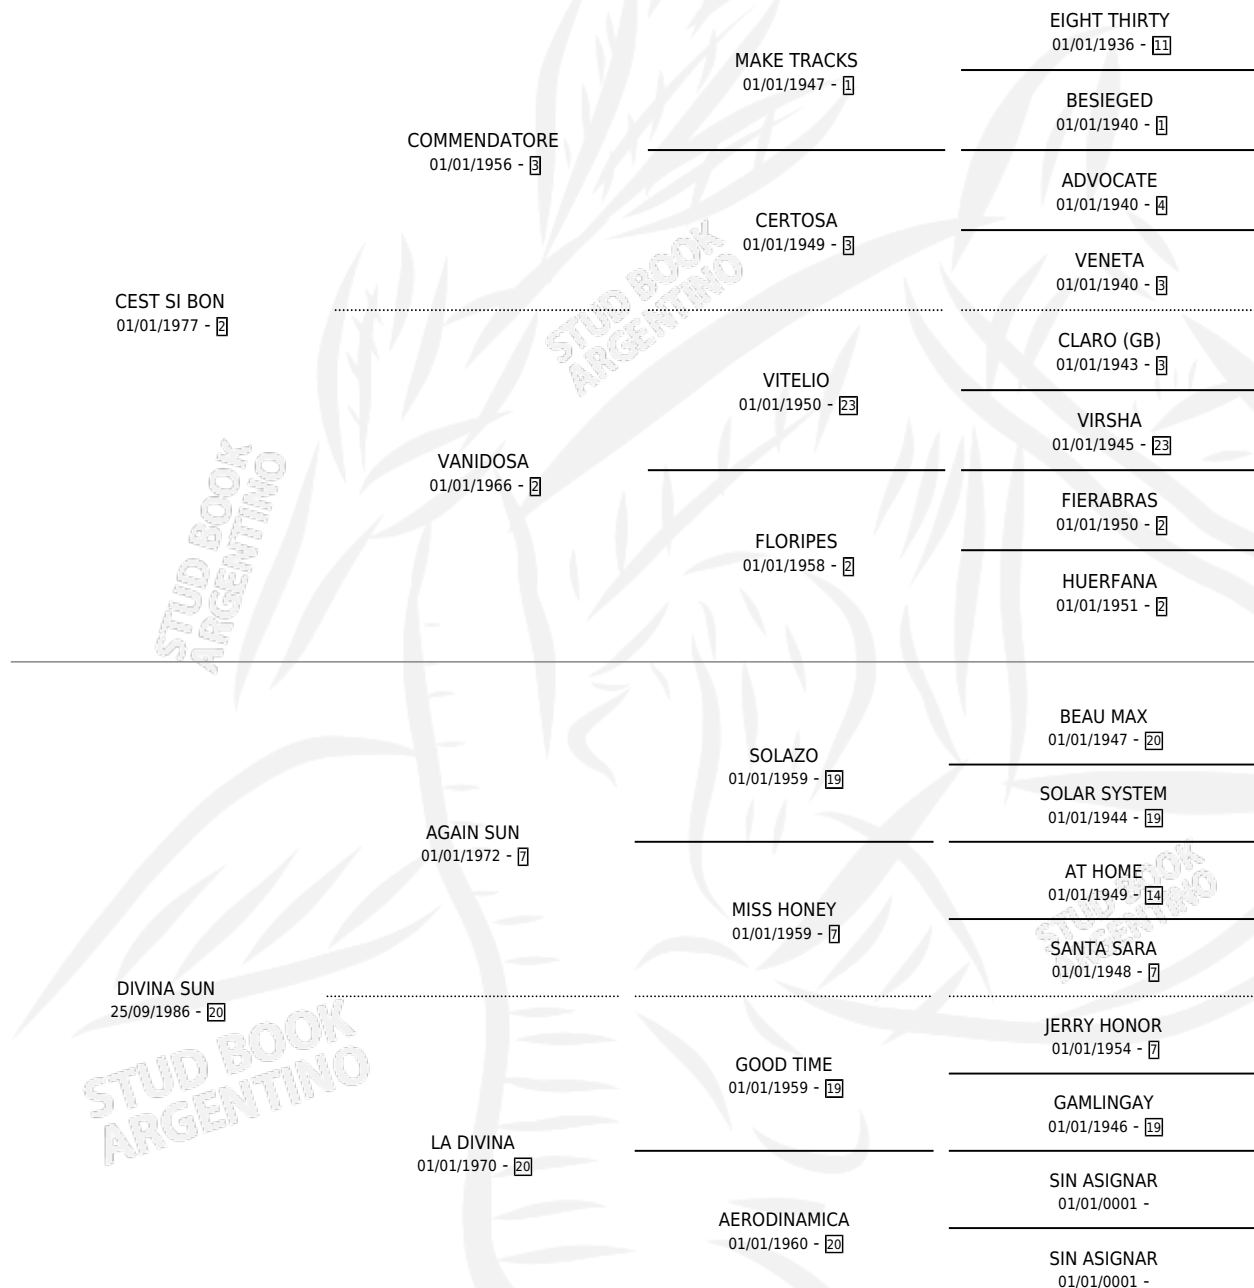 EIGHT THIRTY
01/01/1936 - 11
MAKE TRACKS
01/01/1947 - 1
BESIEGED
01/01/1940 - 1
COMMENDATORE
01/01/1956 - 3
ADVOCATE
01/01/1940 - 4
CERTOSA
01/01/1949 - 3
VENETA
01/01/1940 - 3
CEST SI BON
01/01/1977 - 2
CLARO (GB)
01/01/1943 - 3
VITELIO
01/01/1950 - 23
VIRSHA
01/01/1945 - 23
VANIDOSA
01/01/1966 - 2
FIERABRAS
01/01/1950 - 2
FLORIPES
01/01/1958 - 2
HUERFANA
01/01/1951 - 2
STUD BOOK
ARGENTINO
STUD BOOK
ARGENTINO
BEAU MAX
01/01/1947 - 20
SOLAZO
01/01/1959 - 19
SOLAR SYSTEM
01/01/1944 - 19
AGAIN SUN
01/01/1972 - 7
AT HOME
01/01/1949 - 14
MISS HONEY
01/01/1959 - 7
SANTA SARA
01/01/1948 - 7
STUD BOOK
ARGENTINO
DIVINA SUN
25/09/1986 - 20
JERRY HONOR
01/01/1954 - 7
GOOD TIME
01/01/1959 - 19
GAMLINGAY
01/01/1946 - 19
LA DIVINA
01/01/1970 - 20
SIN ASIGNAR
01/01/0001 -
AERODINAMICA
01/01/1960 - 20
SIN ASIGNAR
01/01/0001 -
STUD BOOK
ARGENTINO